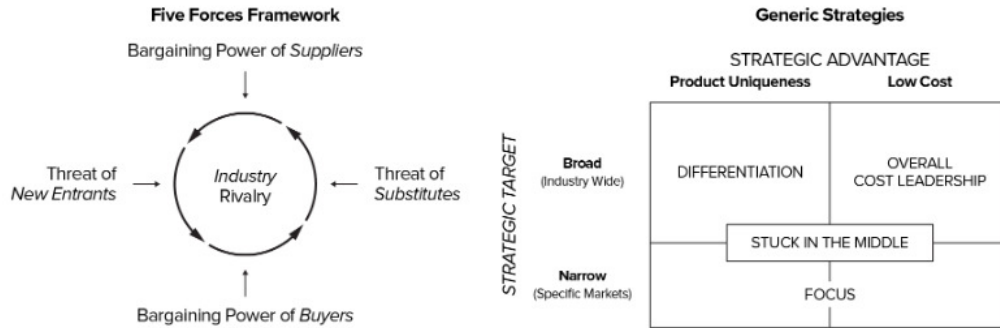 Five Forces Framework
Bargaining Power of Suppliers
Threat of
New Entrants
Industry
Rivalry
Threat of
Substitutes
Bargaining Power of Buyers
Generic Strategies
STRATEGIC ADVANTAGE
Product Uniqueness
Low Cost
STRATEGIC TARGET
Broad
(Industry Wide)
DIFFERENTIATION
OVERALL
COST LEADERSHIP
STUCK IN THE MIDDLE
Narrow
(Specific Markets)
FOCUS